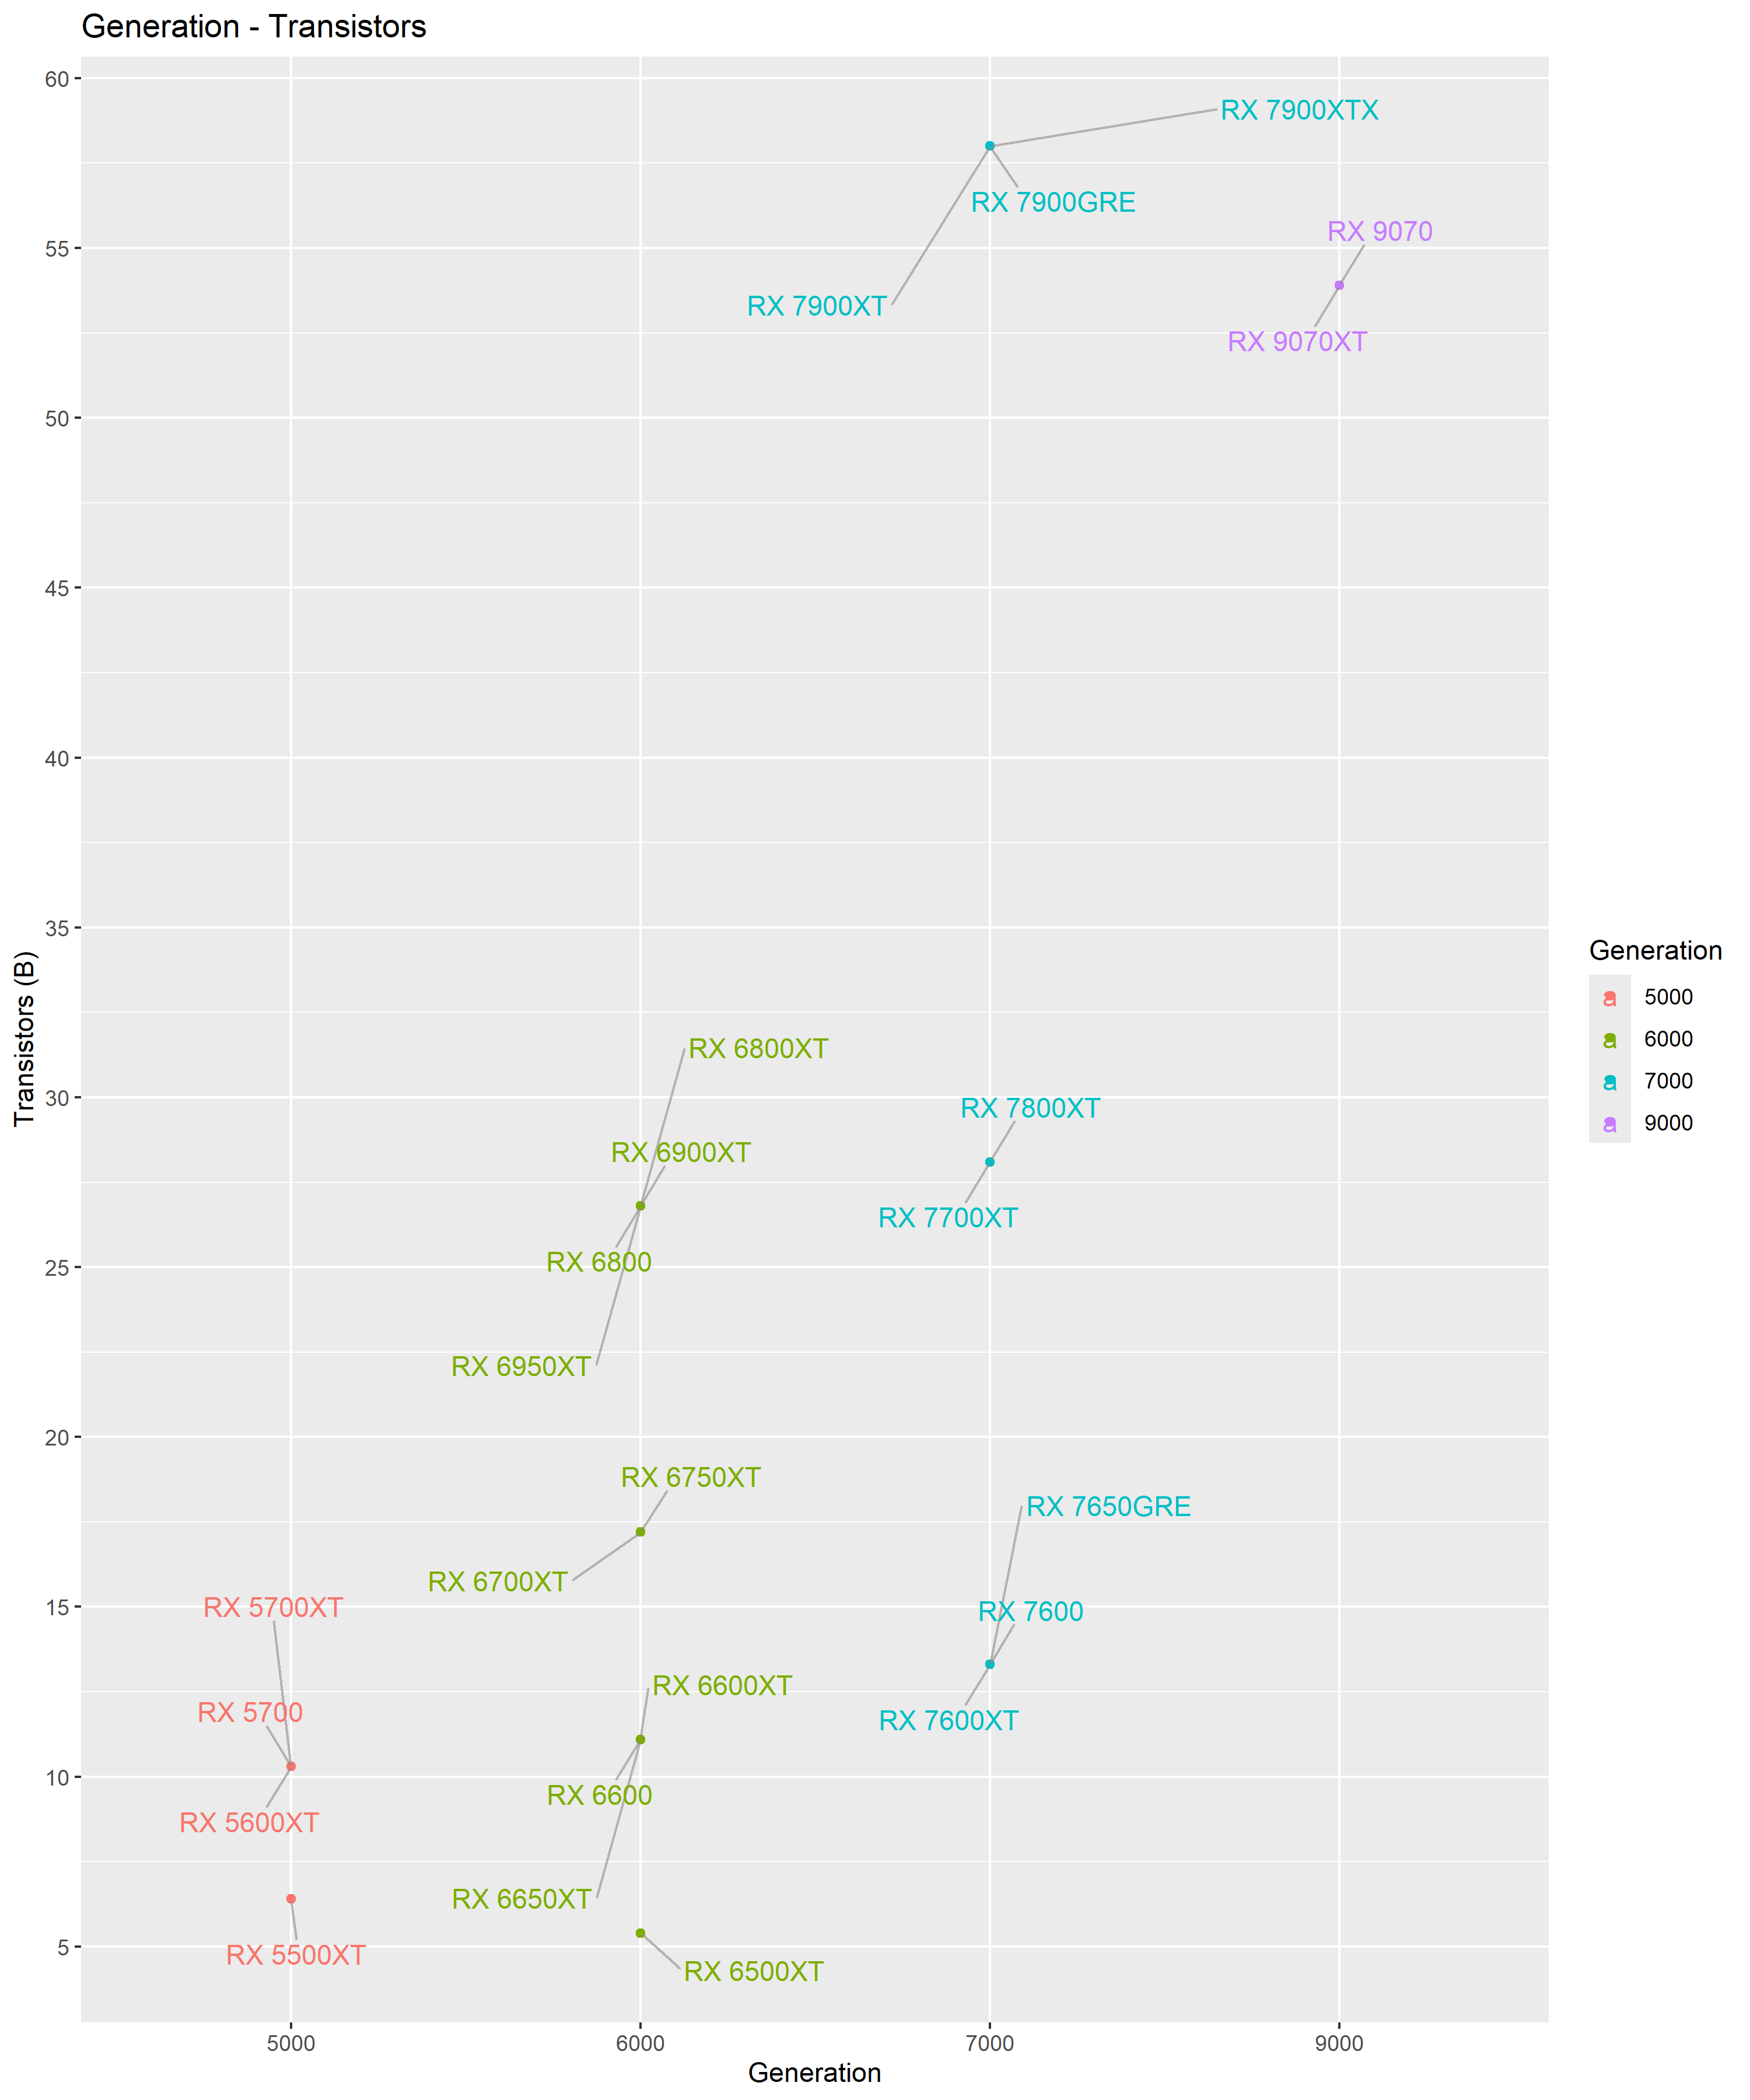 Generation - Transistors
60
55
50
45
40
35
30
25
20
15
10
5
Transistors (B)
RX 7900XTX
RX 7900GRE
RX 9070
RX 7900XT
RX 9070XT
RX 6800XT
RX 7800XT
RX 6900XT
RX 7700XT
RX 6800
RX 6950XT
RX 6750XT
RX 7650GRE
RX 6700XT
RX 5700XT
RX 7600
RX 6600XT
RX 5700
RX 7600XT
RX 6600
RX 5600XT
RX 6650XT
RX 5500XT
RX 6500XT
5000
6000
7000
9000
Generation
Generation
a 5000
a 6000
a 7000
a 9000